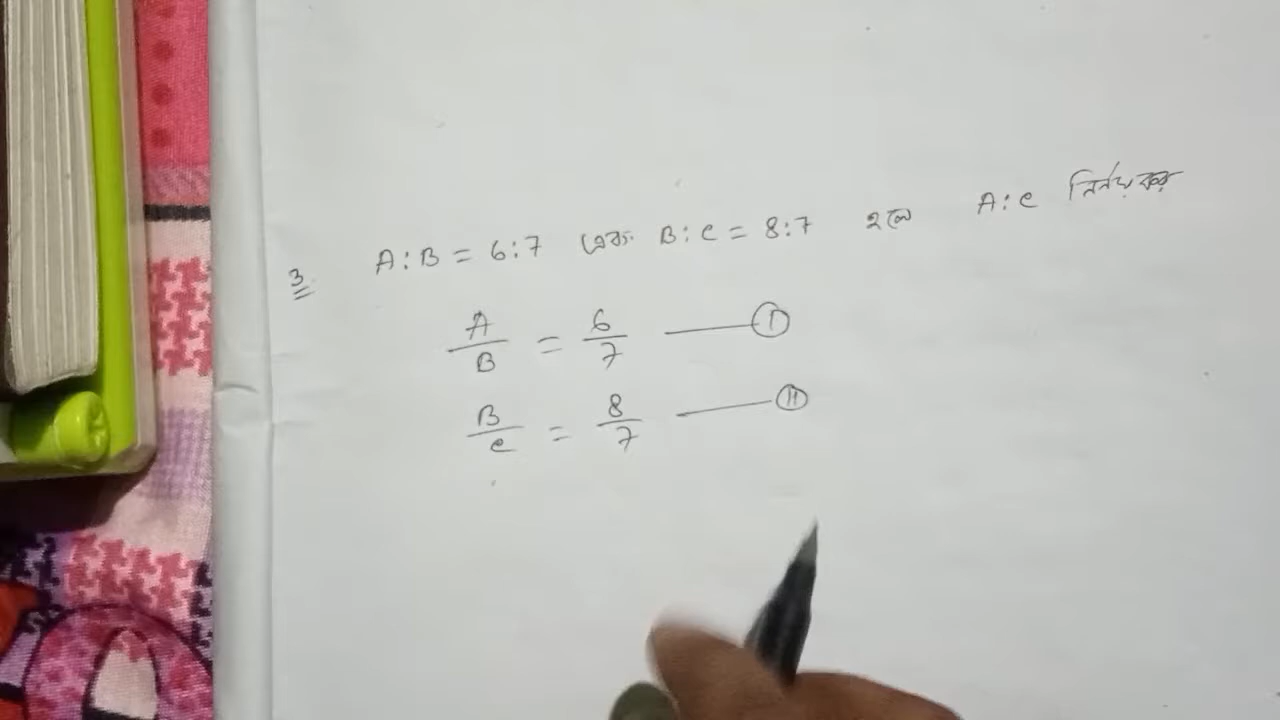 3. A : B = 6 : 7 এবং B : C = 8 : 7 হলে A : C নির্ণয় কর
A/B = 6/7 —— I
B/C = 8/7 —— II